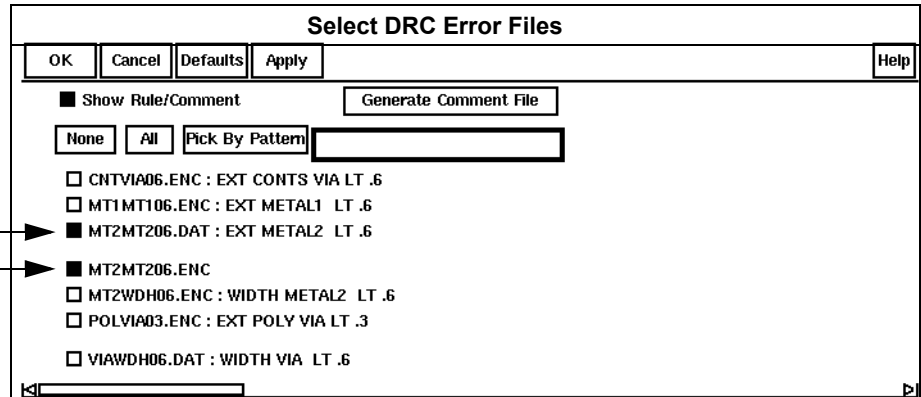 Select DRC Error Files
OK Cancel Defaults Apply Help
Show Rule/Comment Generate Comment File
None All Pick By Pattern
CNTVIA06.ENC : EXT CONTS VIA LT .6
MT1MT106.ENC : EXT METAL1 LT .6
MT2MT206.DAT : EXT METAL2 LT .6
MT2MT206.ENC
MT2WDH06.ENC : WIDTH METAL2 LT .6
POLVIA03.ENC : EXT POLY VIA LT .3
VIAWDH06.DAT : WIDTH VIA LT .6